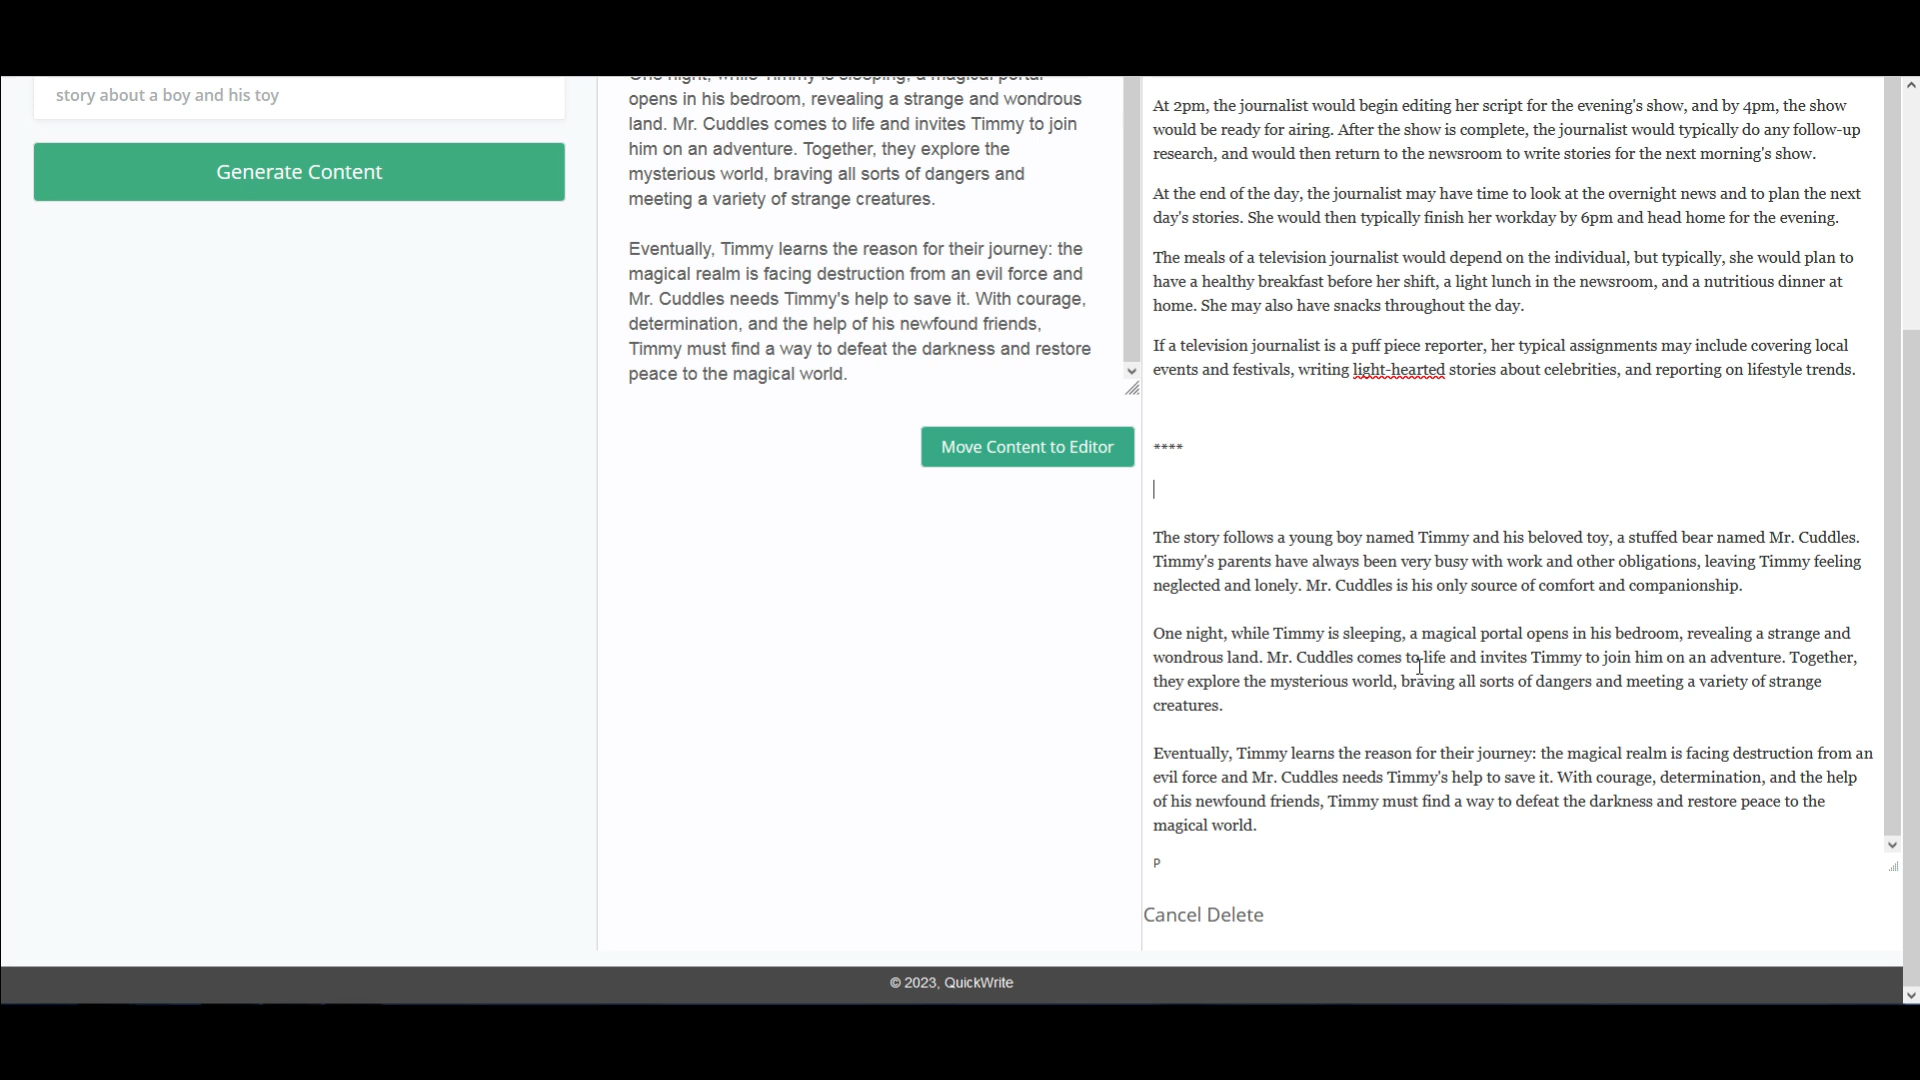 story about a boy and his toy
Generate Content
One night, while Timmy is sleeping, a magical portal
opens in his bedroom, revealing a strange and wondrous
land. Mr. Cuddles comes to life and invites Timmy to join
him on an adventure. Together, they explore the
mysterious world, braving all sorts of dangers and
meeting a variety of strange creatures.
Eventually, Timmy learns the reason for their journey: the
magical realm is facing destruction from an evil force and
Mr. Cuddles needs Timmy's help to save it. With courage,
determination, and the help of his newfound friends,
Timmy must find a way to defeat the darkness and restore
peace to the magical world.
Move Content to Editor
At 2pm, the journalist would begin editing her script for the evening's show, and by 4pm, the show
would be ready for airing. After the show is complete, the journalist would typically do any follow-up
research, and would then return to the newsroom to write stories for the next morning's show.
At the end of the day, the journalist may have time to look at the overnight news and to plan the next
day's stories. She would then typically finish her workday by 6pm and head home for the evening.
The meals of a television journalist would depend on the individual, but typically, she would plan to
have a healthy breakfast before her shift, a light lunch in the newsroom, and a nutritious dinner at
home. She may also have snacks throughout the day.
If a television journalist is a puff piece reporter, her typical assignments may include covering local
events and festivals, writing light-hearted stories about celebrities, and reporting on lifestyle trends.
****
The story follows a young boy named Timmy and his beloved toy, a stuffed bear named Mr. Cuddles.
Timmy's parents have always been very busy with work and other obligations, leaving Timmy feeling
neglected and lonely. Mr. Cuddles is his only source of comfort and companionship.
One night, while Timmy is sleeping, a magical portal opens in his bedroom, revealing a strange and
wondrous land. Mr. Cuddles comes to life and invites Timmy to join him on an adventure. Together,
they explore the mysterious world, braving all sorts of dangers and meeting a variety of strange
creatures.
Eventually, Timmy learns the reason for their journey: the magical realm is facing destruction from an
evil force and Mr. Cuddles needs Timmy's help to save it. With courage, determination, and the help
of his newfound friends, Timmy must find a way to defeat the darkness and restore peace to the
magical world.
P
Cancel Delete
© 2023, QuickWrite